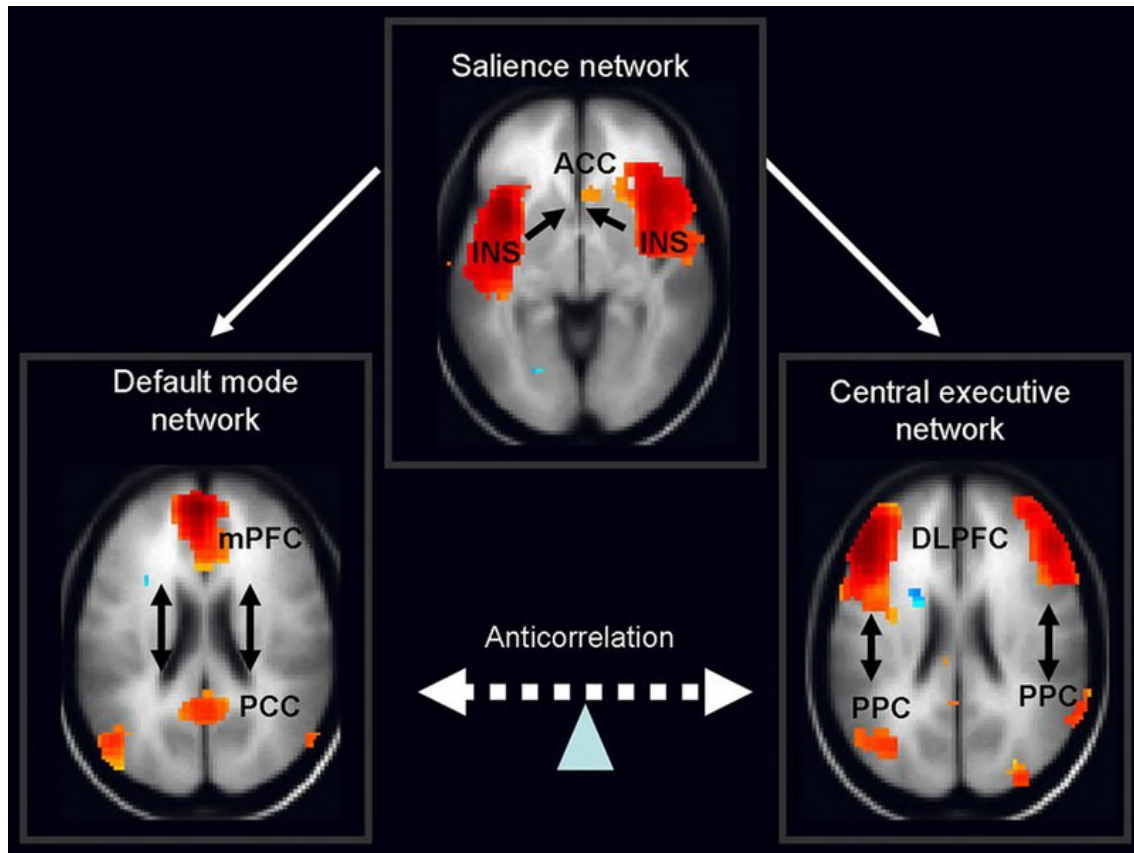 Salience network
ACC
INS
INS
Default mode
network
mPFC
PCC
Anticorrelation
Central executive
network
DLPFC
PPC
PPC